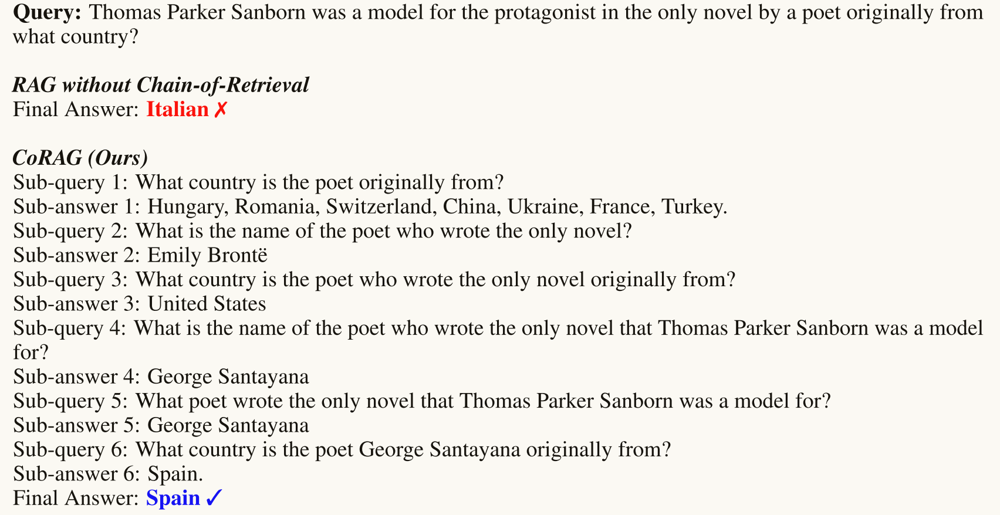 Query: Thomas Parker Sanborn was a model for the protagonist in the only novel by a poet originally from
what country?
RAG without Chain-of-Retrieval
Final Answer: Italian ✗
CoRAG (Ours)
Sub-query 1: What country is the poet originally from?
Sub-answer 1: Hungary, Romania, Switzerland, China, Ukraine, France, Turkey.
Sub-query 2: What is the name of the poet who wrote the only novel?
Sub-answer 2: Emily Brontë
Sub-query 3: What country is the poet who wrote the only novel originally from?
Sub-answer 3: United States
Sub-query 4: What is the name of the poet who wrote the only novel that Thomas Parker Sanborn was a model
for?
Sub-answer 4: George Santayana
Sub-query 5: What poet wrote the only novel that Thomas Parker Sanborn was a model for?
Sub-answer 5: George Santayana
Sub-query 6: What country is the poet George Santayana originally from?
Sub-answer 6: Spain.
Final Answer: Spain ✓